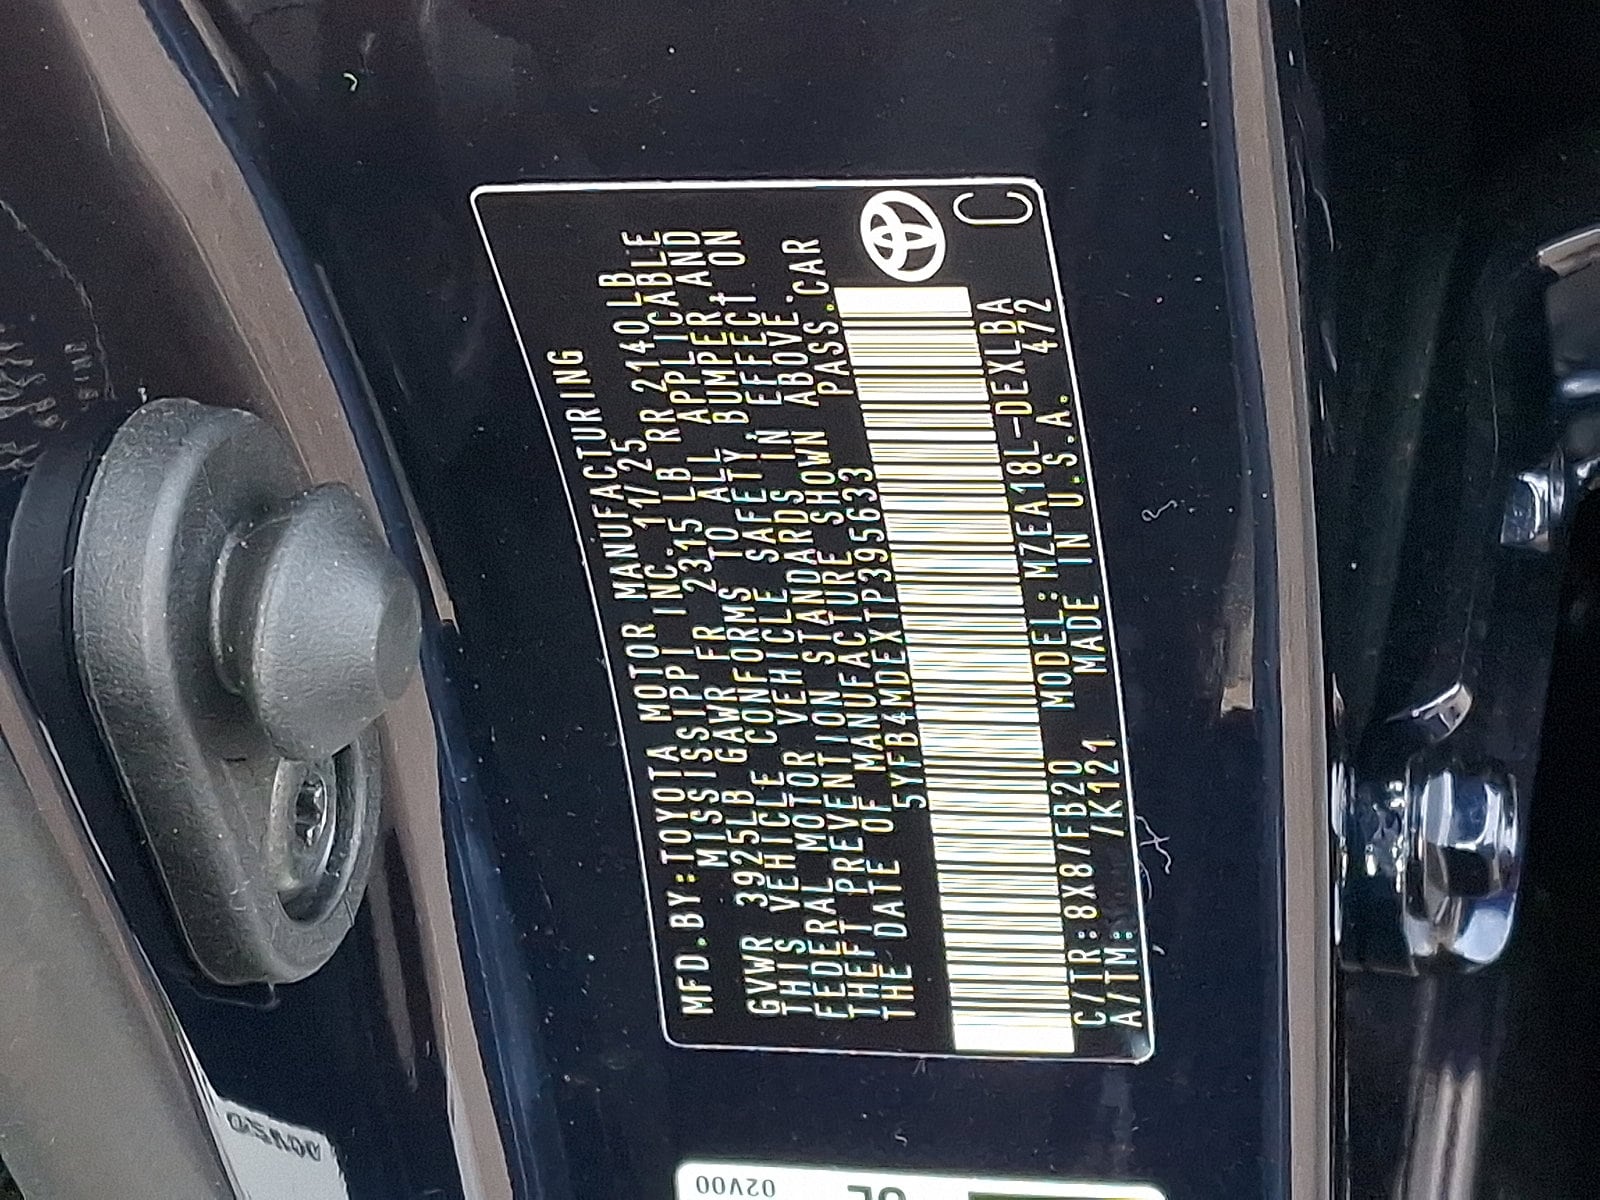 MFD.BY:TOYOTA MOTOR MANUFACTURING
MISSISSIPPI INC. 11/25
GVWR 3925LB GAWR FR 2315 LB RR 2140 LB
THIS VEHICLE CONFORMS TO ALL APPLICABLE
FEDERAL MOTOR VEHICLE SAFETY BUMPER AND
THEFT PREVENTION STANDARDS IN EFFECT ON
THE DATE OF MANUFACTURE SHOWN ABOVE.
5YFB4MDEXTP395633 PASS.CAR
C/TR:8X8/FB20 MODEL:MZEA18L-DEXLBA
A/TM: /K121 MADE IN U.S.A. 472
C
02V00